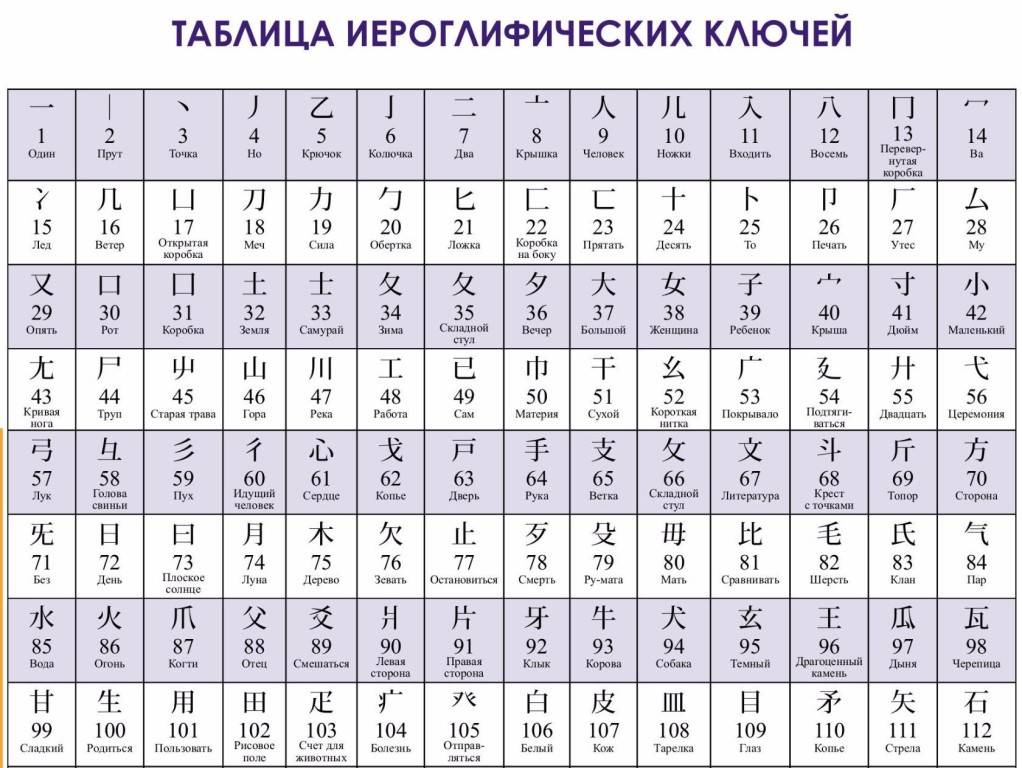 ТАБЛИЦА ИЕРОГЛИФИЧЕСКИХ КЛЮЧЕЙ
一 丨 丶 丿 乙 亅 二 亠 人 儿 入 八 冂 冖
1 2 3 4 5 6 7 8 9 10 11 12 13 14
Один Прут Точка Но Крючок Колючка Два Крышка Человек Ножки Входить Восемь Перевер-нутая коробка Ва
冫 几 凵 刀 力 勹 匕 匚 匸 十 卜 卩 厂 厶
15 16 17 18 19 20 21 22 23 24 25 26 27 28
Лед Ветер Открытая коробка Меч Сила Обертка Ложка Коробка на боку Прятать Десять То Печать Утес Му
又 口 囗 土 士 夂 夂 夕 大 女 子 宀 寸 小
29 30 31 32 33 34 35 36 37 38 39 40 41 42
Опять Рот Коробка Земля Самурай Зима Складной стул Вечер Большой Женщина Ребенок Крыша Дюйм Маленький
尢 尸 屮 山 川 工 已 巾 干 幺 广 廴 廾 弋
43 44 45 46 47 48 49 50 51 52 53 54 55 56
Кривая нога Труп Старая трава Гора Река Работа Сам Материя Сухой Короткая нитка Покрывало Подтяги-ваться Двадцать Церемония
弓 彑 彡 彳 心 戈 戸 手 支 攵 文 斗 斤 方
57 58 59 60 61 62 63 64 65 66 67 68 69 70
Лук Голова свиньи Пух Идущий человек Сердце Копье Дверь Рука Ветка Складной стул Литература Крест с точками Топор Сторона
旡 日 曰 月 木 欠 止 歹 殳 毋 比 毛 氏 气
71 72 73 74 75 76 77 78 79 80 81 82 83 84
Без День Плоское солнце Луна Дерево Зевать Остановиться Смерть Ру-мата Мать Сравнивать Шерсть Клан Пар
水 火 爪 父 爻 爿 片 牙 牛 犬 玄 王 瓜 瓦
85 86 87 88 89 90 91 92 93 94 95 96 97 98
Вода Огонь Когти Отец Смешаться Левая сторона Правая сторона Клык Корова Собака Темный Драгоценный камень Дыня Черепица
甘 生 用 田 疋 疒 癶 白 皮 皿 目 矛 矢 石
99 100 101 102 103 104 105 106 107 108 109 110 111 112
Сладкий Родиться Пользовать Рисовое поле Счет для животных Болезнь Отправ-ляться Белый Кож Тарелка Глаз Копье Стрела Камень